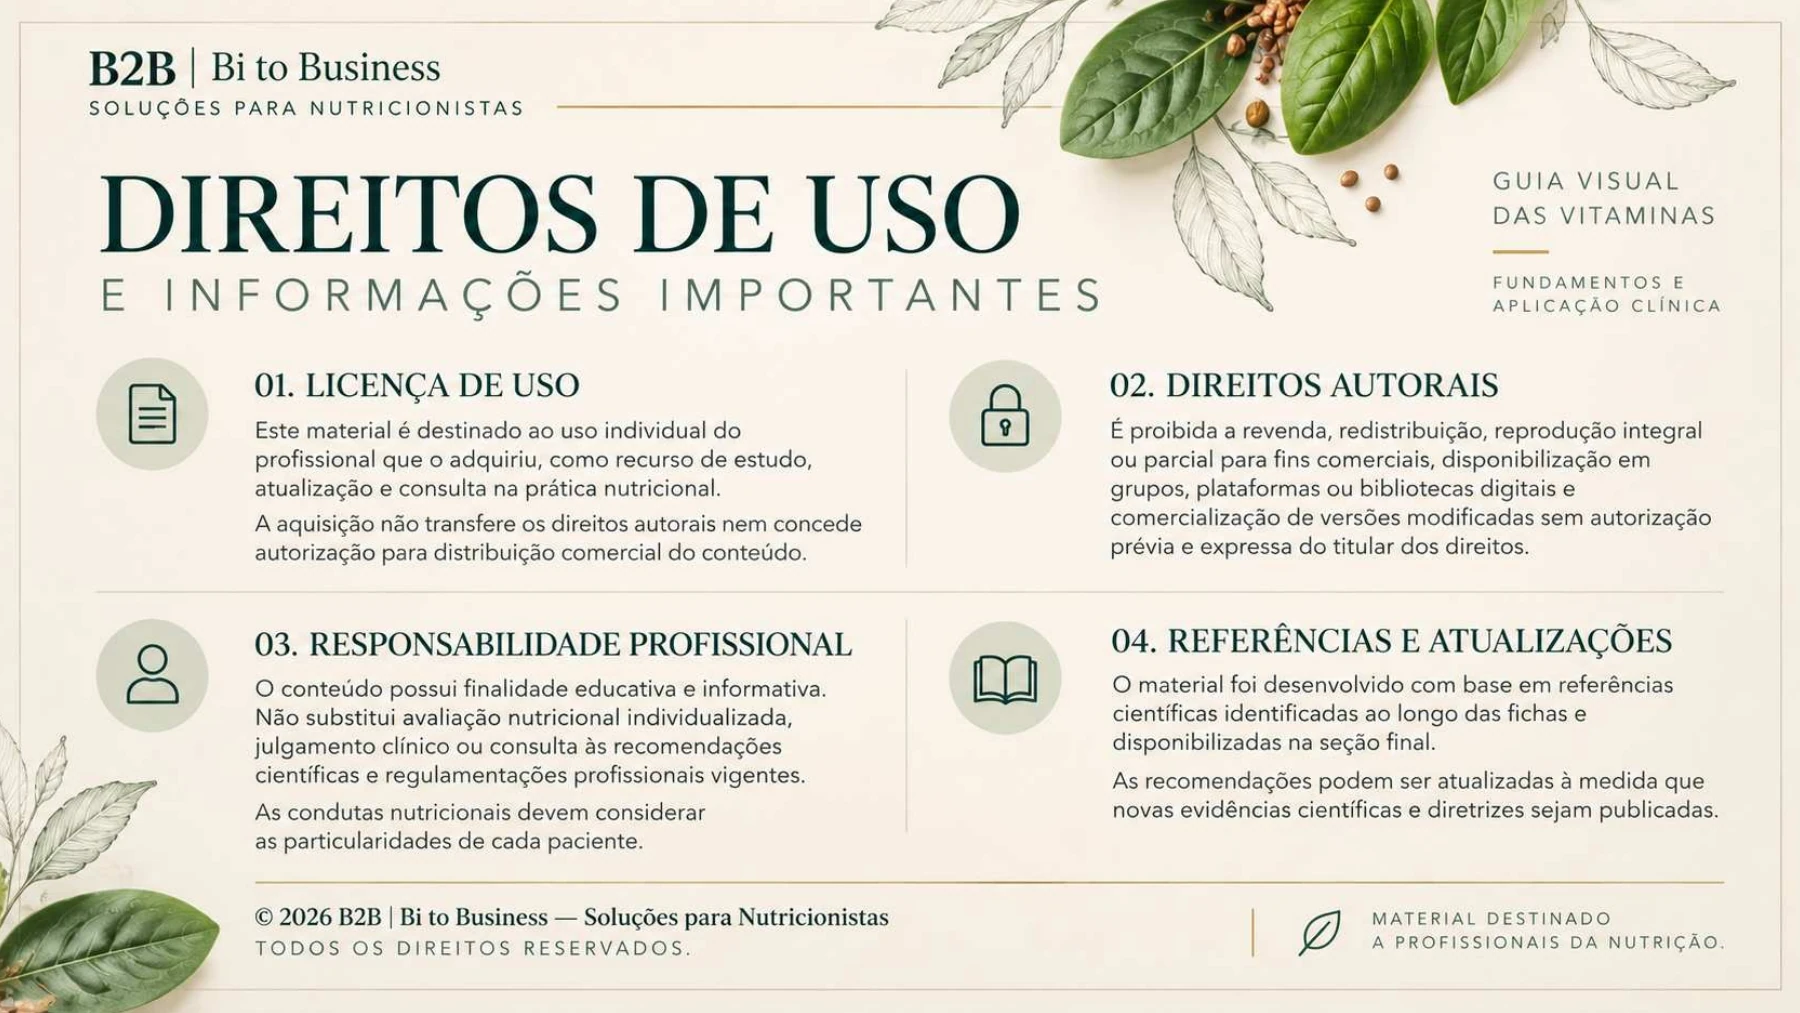 B2B | Bi to Business
SOLUÇÕES PARA NUTRICIONISTAS
DIREITOS DE USO
E INFORMAÇÕES IMPORTANTES
GUIA VISUAL
DAS VITAMINAS
FUNDAMENTOS E
APLICAÇÃO CLÍNICA
01. LICENÇA DE USO
Este material é destinado ao uso individual do
profissional que o adquiriu, como recurso de estudo,
atualização e consulta na prática nutricional.
A aquisição não transfere os direitos autorais nem concede
autorização para distribuição comercial do conteúdo.
02. DIREITOS AUTORAIS
É proibida a revenda, redistribuição, reprodução integral
ou parcial para fins comerciais, disponibilização em
grupos, plataformas ou bibliotecas digitais e
comercialização de versões modificadas sem autorização
prévia e expressa do titular dos direitos.
03. RESPONSABILIDADE PROFISSIONAL
O conteúdo possui finalidade educativa e informativa.
Não substitui avaliação nutricional individualizada,
julgamento clínico ou consulta às recomendações
científicas e regulamentações profissionais vigentes.
As condutas nutricionais devem considerar
as particularidades de cada paciente.
04. REFERÊNCIAS E ATUALIZAÇÕES
O material foi desenvolvido com base em referências
científicas identificadas ao longo das fichas e
disponibilizadas na seção final.
As recomendações podem ser atualizadas à medida que
novas evidências científicas e diretrizes sejam publicadas.
© 2026 B2B | Bi to Business — Soluções para Nutricionistas
TODOS OS DIREITOS RESERVADOS.
MATERIAL DESTINADO
A PROFISSIONAIS DA NUTRIÇÃO.